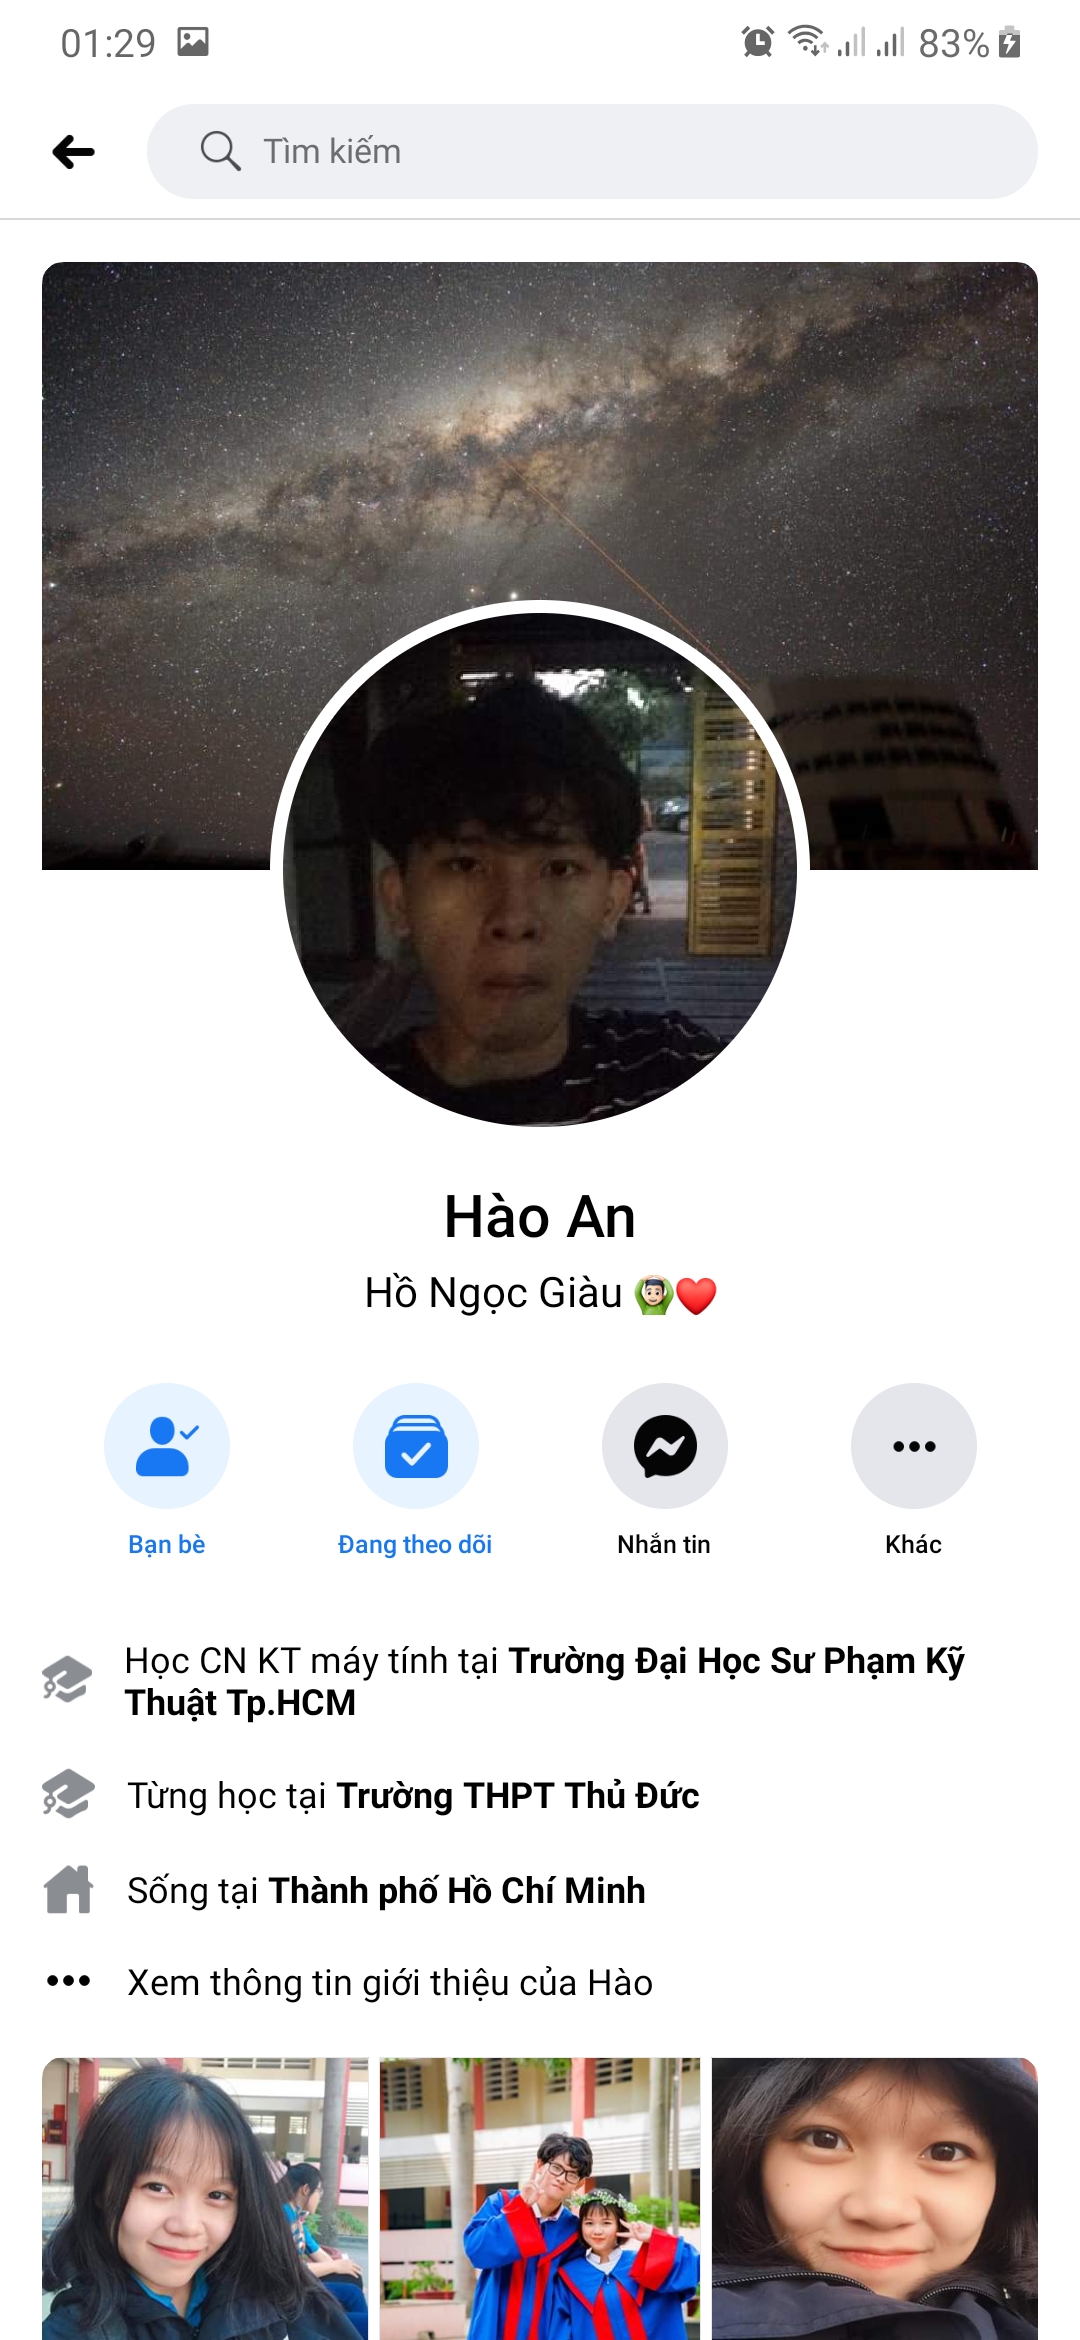 01:29 83%
Tìm kiếm
Hào An
Hồ Ngọc Giàu 🙆🏻‍♂️❤️
Bạn bè Đang theo dõi Nhắn tin Khác
Học CN KT máy tính tại Trường Đại Học Sư Phạm Kỹ
Thuật Tp.HCM
Từng học tại Trường THPT Thủ Đức
Sống tại Thành phố Hồ Chí Minh
Xem thông tin giới thiệu của Hào